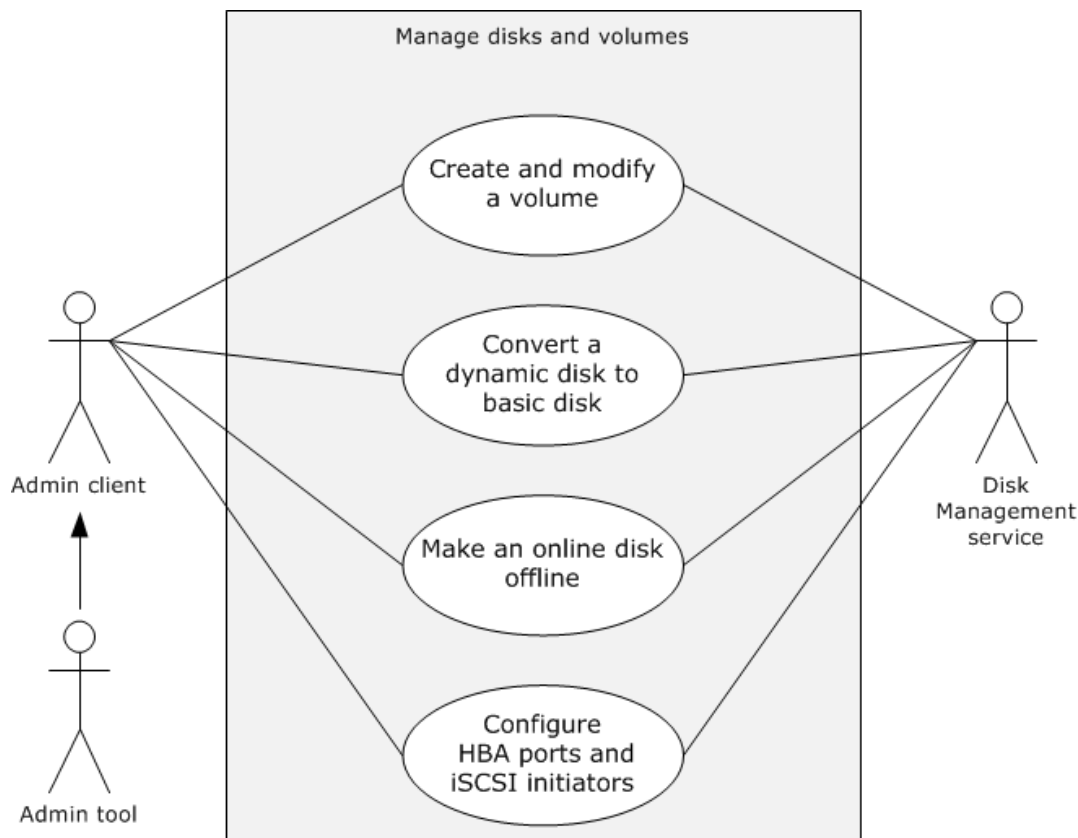 Manage disks and volumes
Create and modify
a volume
Convert a
dynamic disk to
basic disk
Admin client
Disk
Management
service
Make an online disk
offline
Configure
HBA ports and
iSCSI initiators
Admin tool